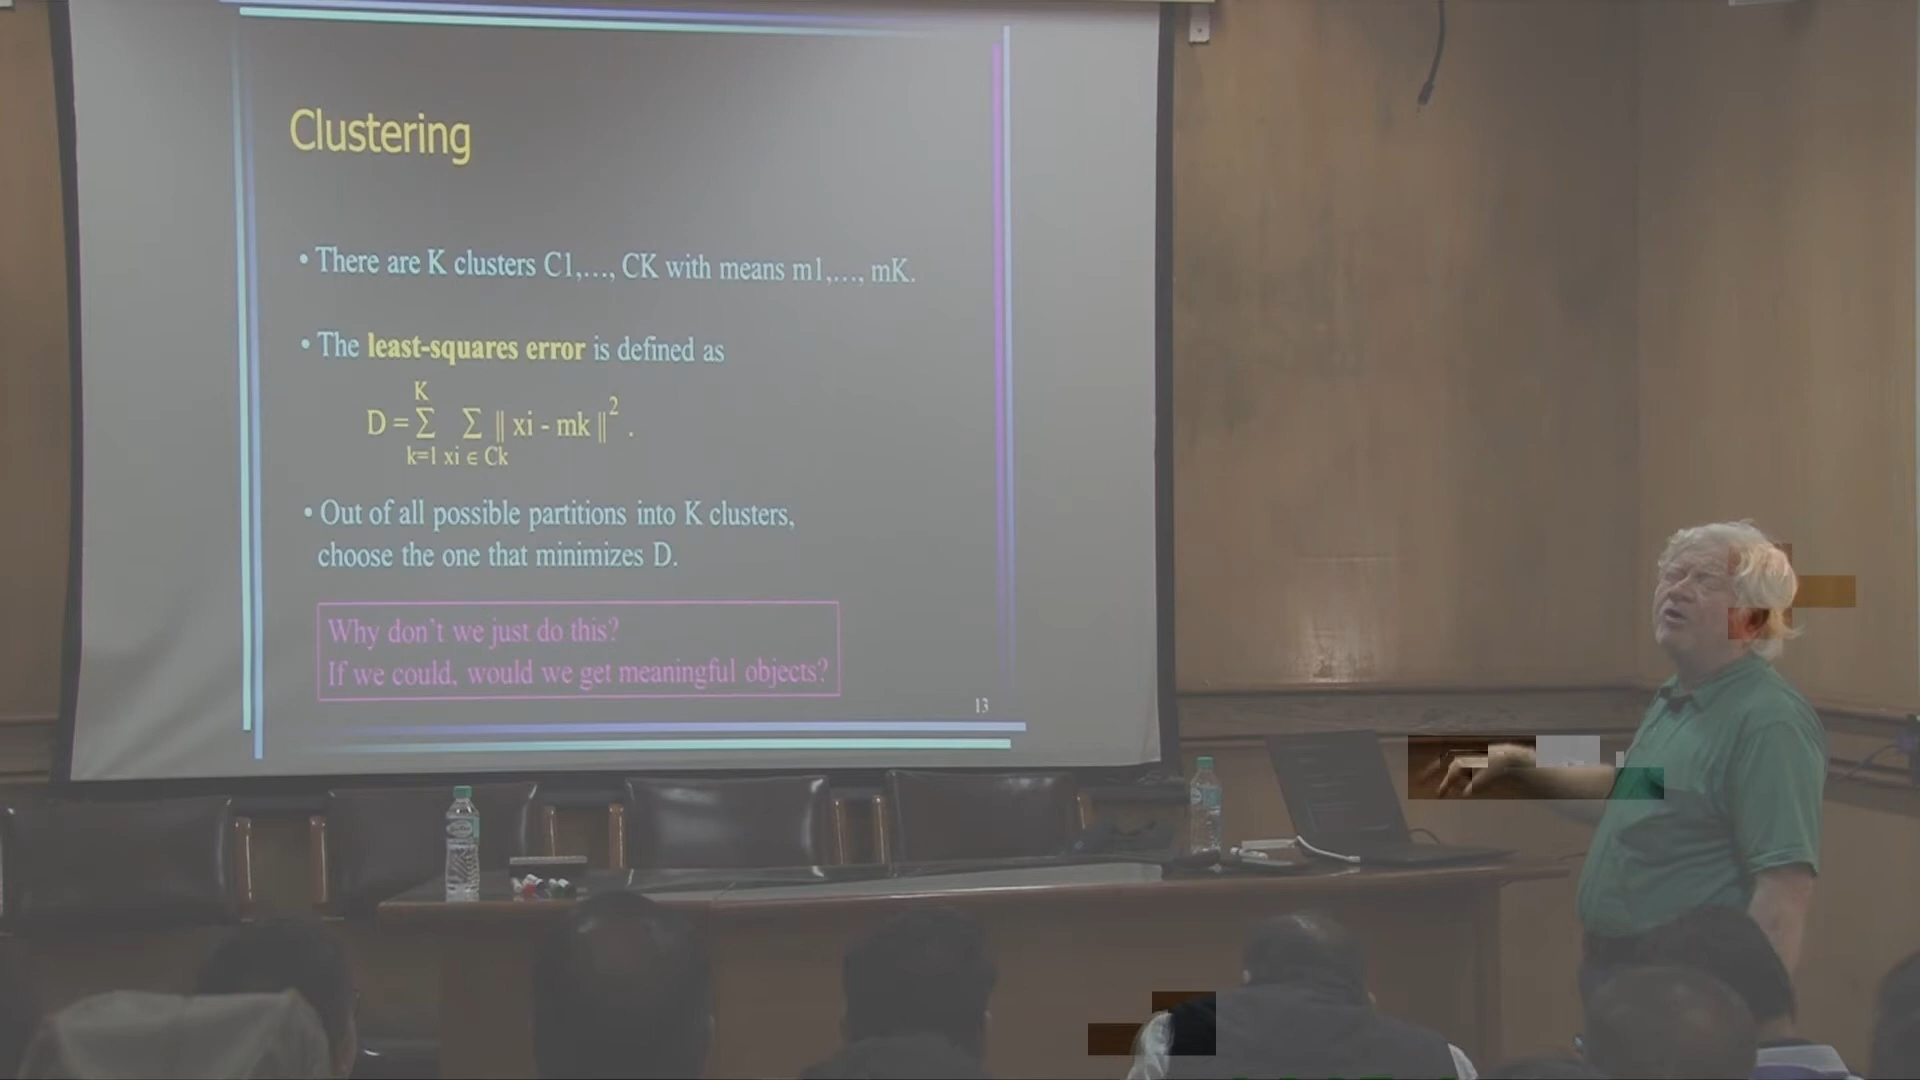 Clustering
• There are K clusters C1,…, CK with means m1,…, mK.
• The least-squares error is defined as
K
D = Σ Σ || xi - mk ||² .
k=1 xi ∈ Ck
• Out of all possible partitions into K clusters,
choose the one that minimizes D.
Why don't we just do this?
If we could, would we get meaningful objects?
13